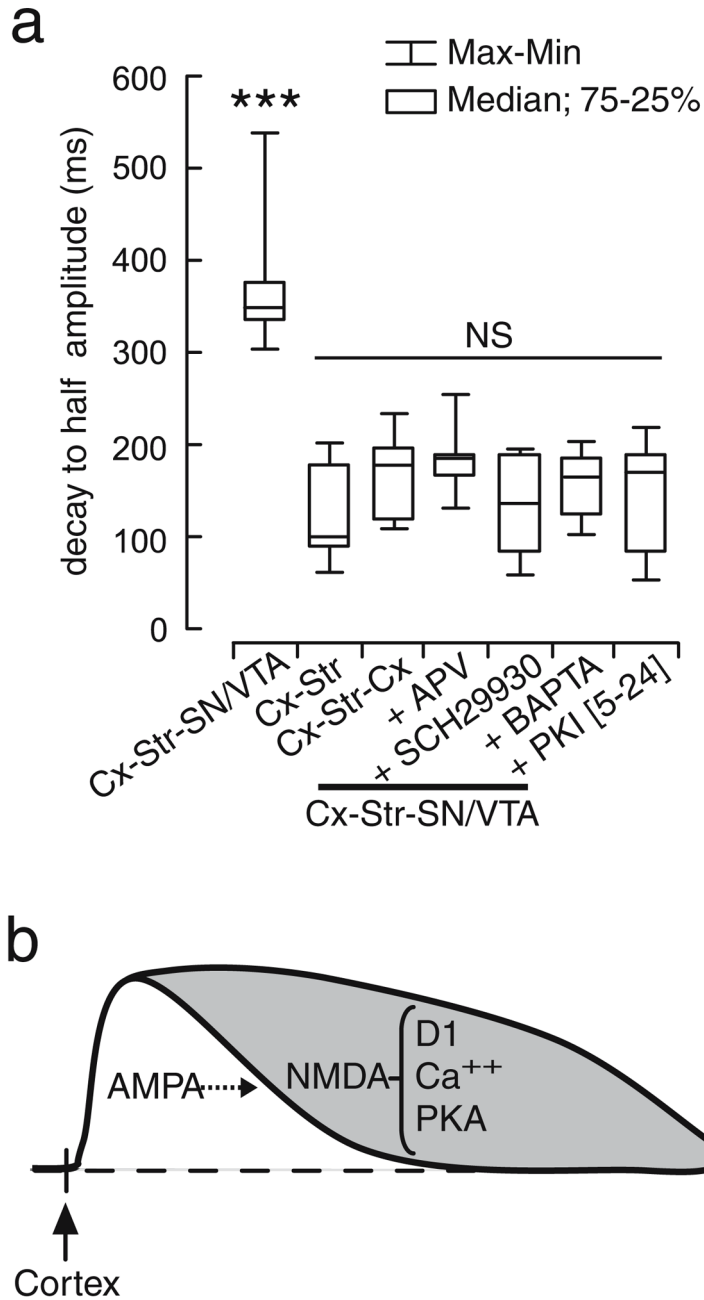 a
Max-Min
Median; 75-25%
***
NS
decay to half amplitude (ms)
600
500
400
300
200
100
0
Cx-Str-SN/VTA
Cx-Str
Cx-Str-Cx
+ APV
+ SCH29930
+ BAPTA
+ PKI [5-24]
Cx-Str-SN/VTA
b
AMPA
NMDA
D1
Ca++
PKA
Cortex